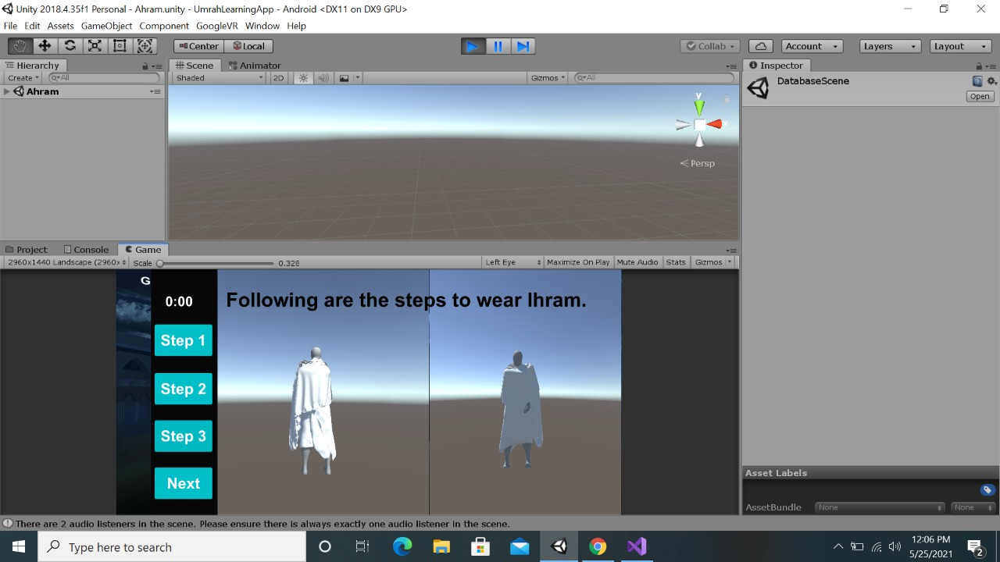 Unity 2018.4.35f1 Personal - Ahram.unity - UmrahLearningApp - Android <DX11 on DX9 GPU>
File Edit Assets GameObject Component GoogleVR Window Help
Center Local Collab Account Layers Layout
Hierarchy Scene Animator Inspector
Create All Shaded 2D Gizmos All DatabaseScene
Ahram Open
y
x
Persp
Project Console Game
2960x1440 Landscape (2960x Scale 0.328 Left Eye Maximize On Play Mute Audio Stats Gizmos
G
0:00 Following are the steps to wear Ihram.
Step 1
Step 2
Step 3
Next
Asset Labels
AssetBundle None None
There are 2 audio listeners in the scene. Please ensure there is always exactly one audio listener in the scene.
Type here to search
12:06 PM
5/25/2021
2